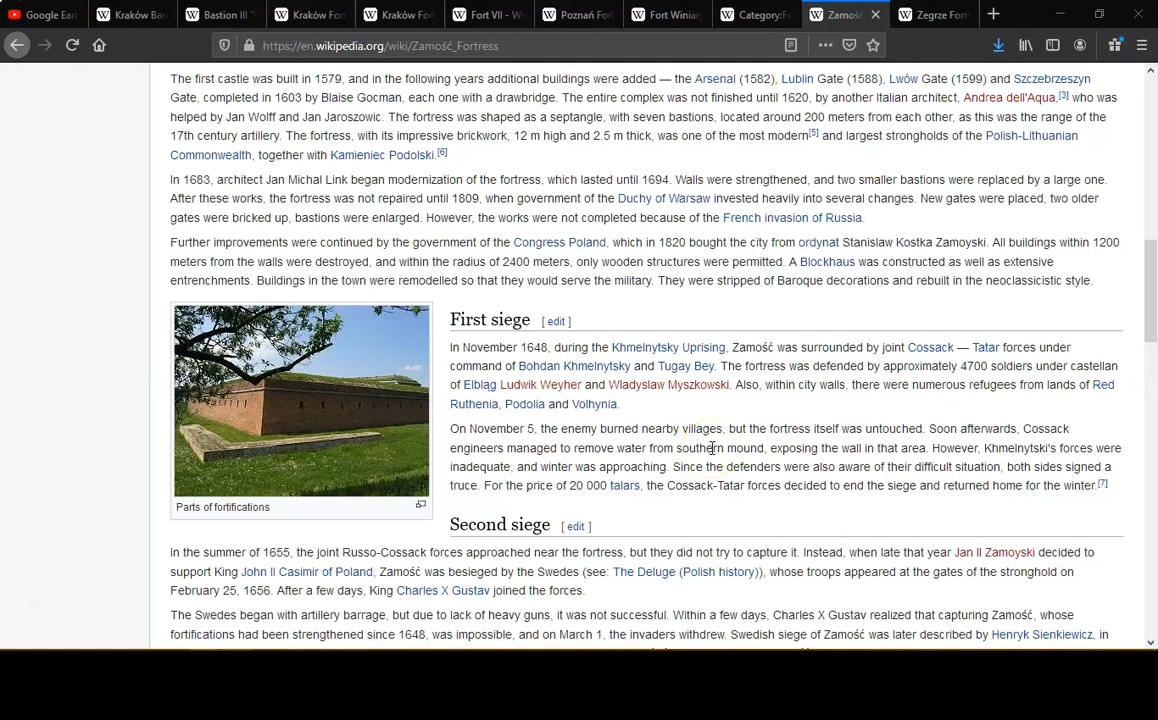 Google Ear
Kraków Bar
Bastion III "
Kraków For
Kraków For
Fort VII - W
Poznań For
Fort Winiar
Category:Fo
Zamość
Zegrze Fort
https://en.wikipedia.org/wiki/Zamość_Fortress
The first castle was built in 1579, and in the following years additional buildings were added — the Arsenal (1582), Lublin Gate (1588), Lwów Gate (1599) and Szczebrzeszyn
Gate, completed in 1603 by Blaise Gocman, each one with a drawbridge. The entire complex was not finished until 1620, by another Italian architect, Andrea dell'Aqua,[3] who was
helped by Jan Wolff and Jan Jaroszowic. The fortress was shaped as a septangle, with seven bastions, located around 200 meters from each other, as this was the range of the
17th century artillery. The fortress, with its impressive brickwork, 12 m high and 2.5 m thick, was one of the most modern[5] and largest strongholds of the Polish-Lithuanian
Commonwealth, together with Kamieniec Podolski.[6]
In 1683, architect Jan Michal Link began modernization of the fortress, which lasted until 1694. Walls were strengthened, and two smaller bastions were replaced by a large one.
After these works, the fortress was not repaired until 1809, when government of the Duchy of Warsaw invested heavily into several changes. New gates were placed, two older
gates were bricked up, bastions were enlarged. However, the works were not completed because of the French invasion of Russia.
Further improvements were continued by the government of the Congress Poland, which in 1820 bought the city from ordynat Stanislaw Kostka Zamoyski. All buildings within 1200
meters from the walls were destroyed, and within the radius of 2400 meters, only wooden structures were permitted. A Blockhaus was constructed as well as extensive
entrenchments. Buildings in the town were remodelled so that they would serve the military. They were stripped of Baroque decorations and rebuilt in the neoclassicistic style.
Parts of fortifications
First siege [ edit ]
In November 1648, during the Khmelnytsky Uprising, Zamość was surrounded by joint Cossack — Tatar forces under
command of Bohdan Khmelnytsky and Tugay Bey. The fortress was defended by approximately 4700 soldiers under castellan
of Elbląg Ludwik Weyher and Wladyslaw Myszkowski. Also, within city walls, there were numerous refugees from lands of Red
Ruthenia, Podolia and Volhynia.
On November 5, the enemy burned nearby villages, but the fortress itself was untouched. Soon afterwards, Cossack
engineers managed to remove water from southern mound, exposing the wall in that area. However, Khmelnytski's forces were
inadequate, and winter was approaching. Since the defenders were also aware of their difficult situation, both sides signed a
truce. For the price of 20 000 talars, the Cossack-Tatar forces decided to end the siege and returned home for the winter.[7]
Second siege [ edit ]
In the summer of 1655, the joint Russo-Cossack forces approached near the fortress, but they did not try to capture it. Instead, when late that year Jan II Zamoyski decided to
support King John II Casimir of Poland, Zamość was besieged by the Swedes (see: The Deluge (Polish history)), whose troops appeared at the gates of the stronghold on
February 25, 1656. After a few days, King Charles X Gustav joined the forces.
The Swedes began with artillery barrage, but due to lack of heavy guns, it was not successful. Within a few days, Charles X Gustav realized that capturing Zamość, whose
fortifications had been strengthened since 1648, was impossible, and on March 1, the invaders withdrew. Swedish siege of Zamość was later described by Henryk Sienkiewicz, in